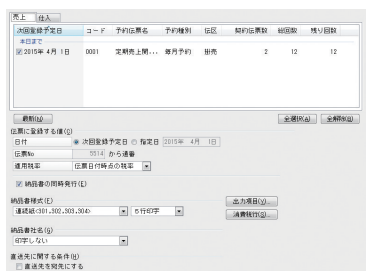 売上 仕入
次回登録予定日 コード 予約伝票名 予約種別 伝区 契約伝票数 総回数 残り回数
本日まで
2015年 4月 1日 0001 定期売上開... 毎月予約 掛売 2 12 12
最新(N) 全選択(A) 全解除(B)
伝票に登録する値(C)
日付 次回登録予定日 指定日 2015年 4月 1日
伝票No 5514 から連番
適用税率 伝票日付時点の税率
納品書の同時発行(E)
納品書様式(F) 出力項目(V)...
連続紙<301,302,303,304> 5行印字 消費税行(S)...
納品書社名(G)
印字しない
直送先に関する条件(H)
直送先を宛先にする